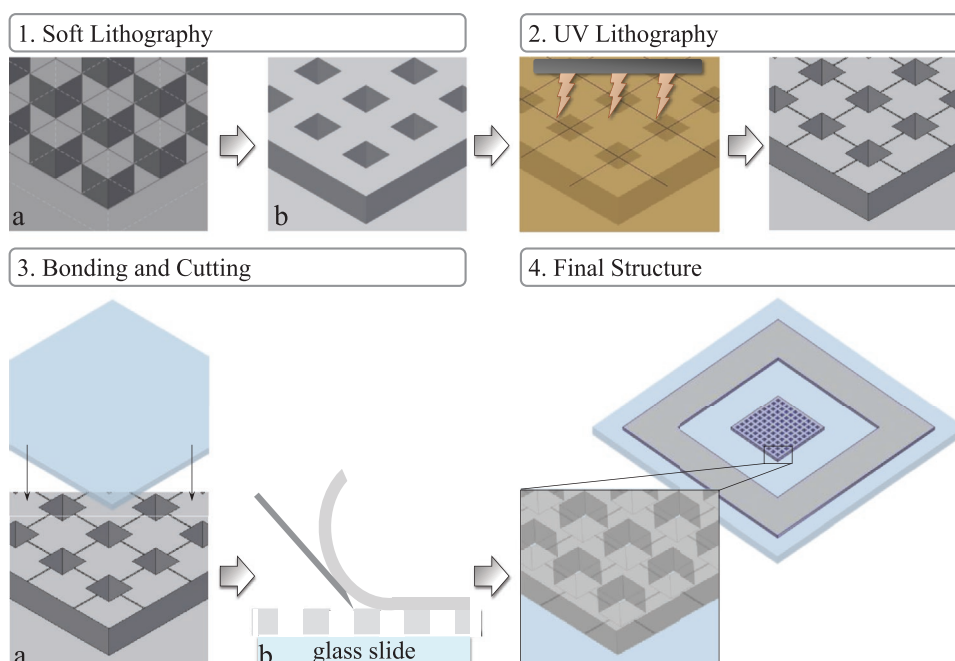 1. Soft Lithography
2. UV Lithography
a
b
3. Bonding and Cutting
4. Final Structure
a
b
glass slide